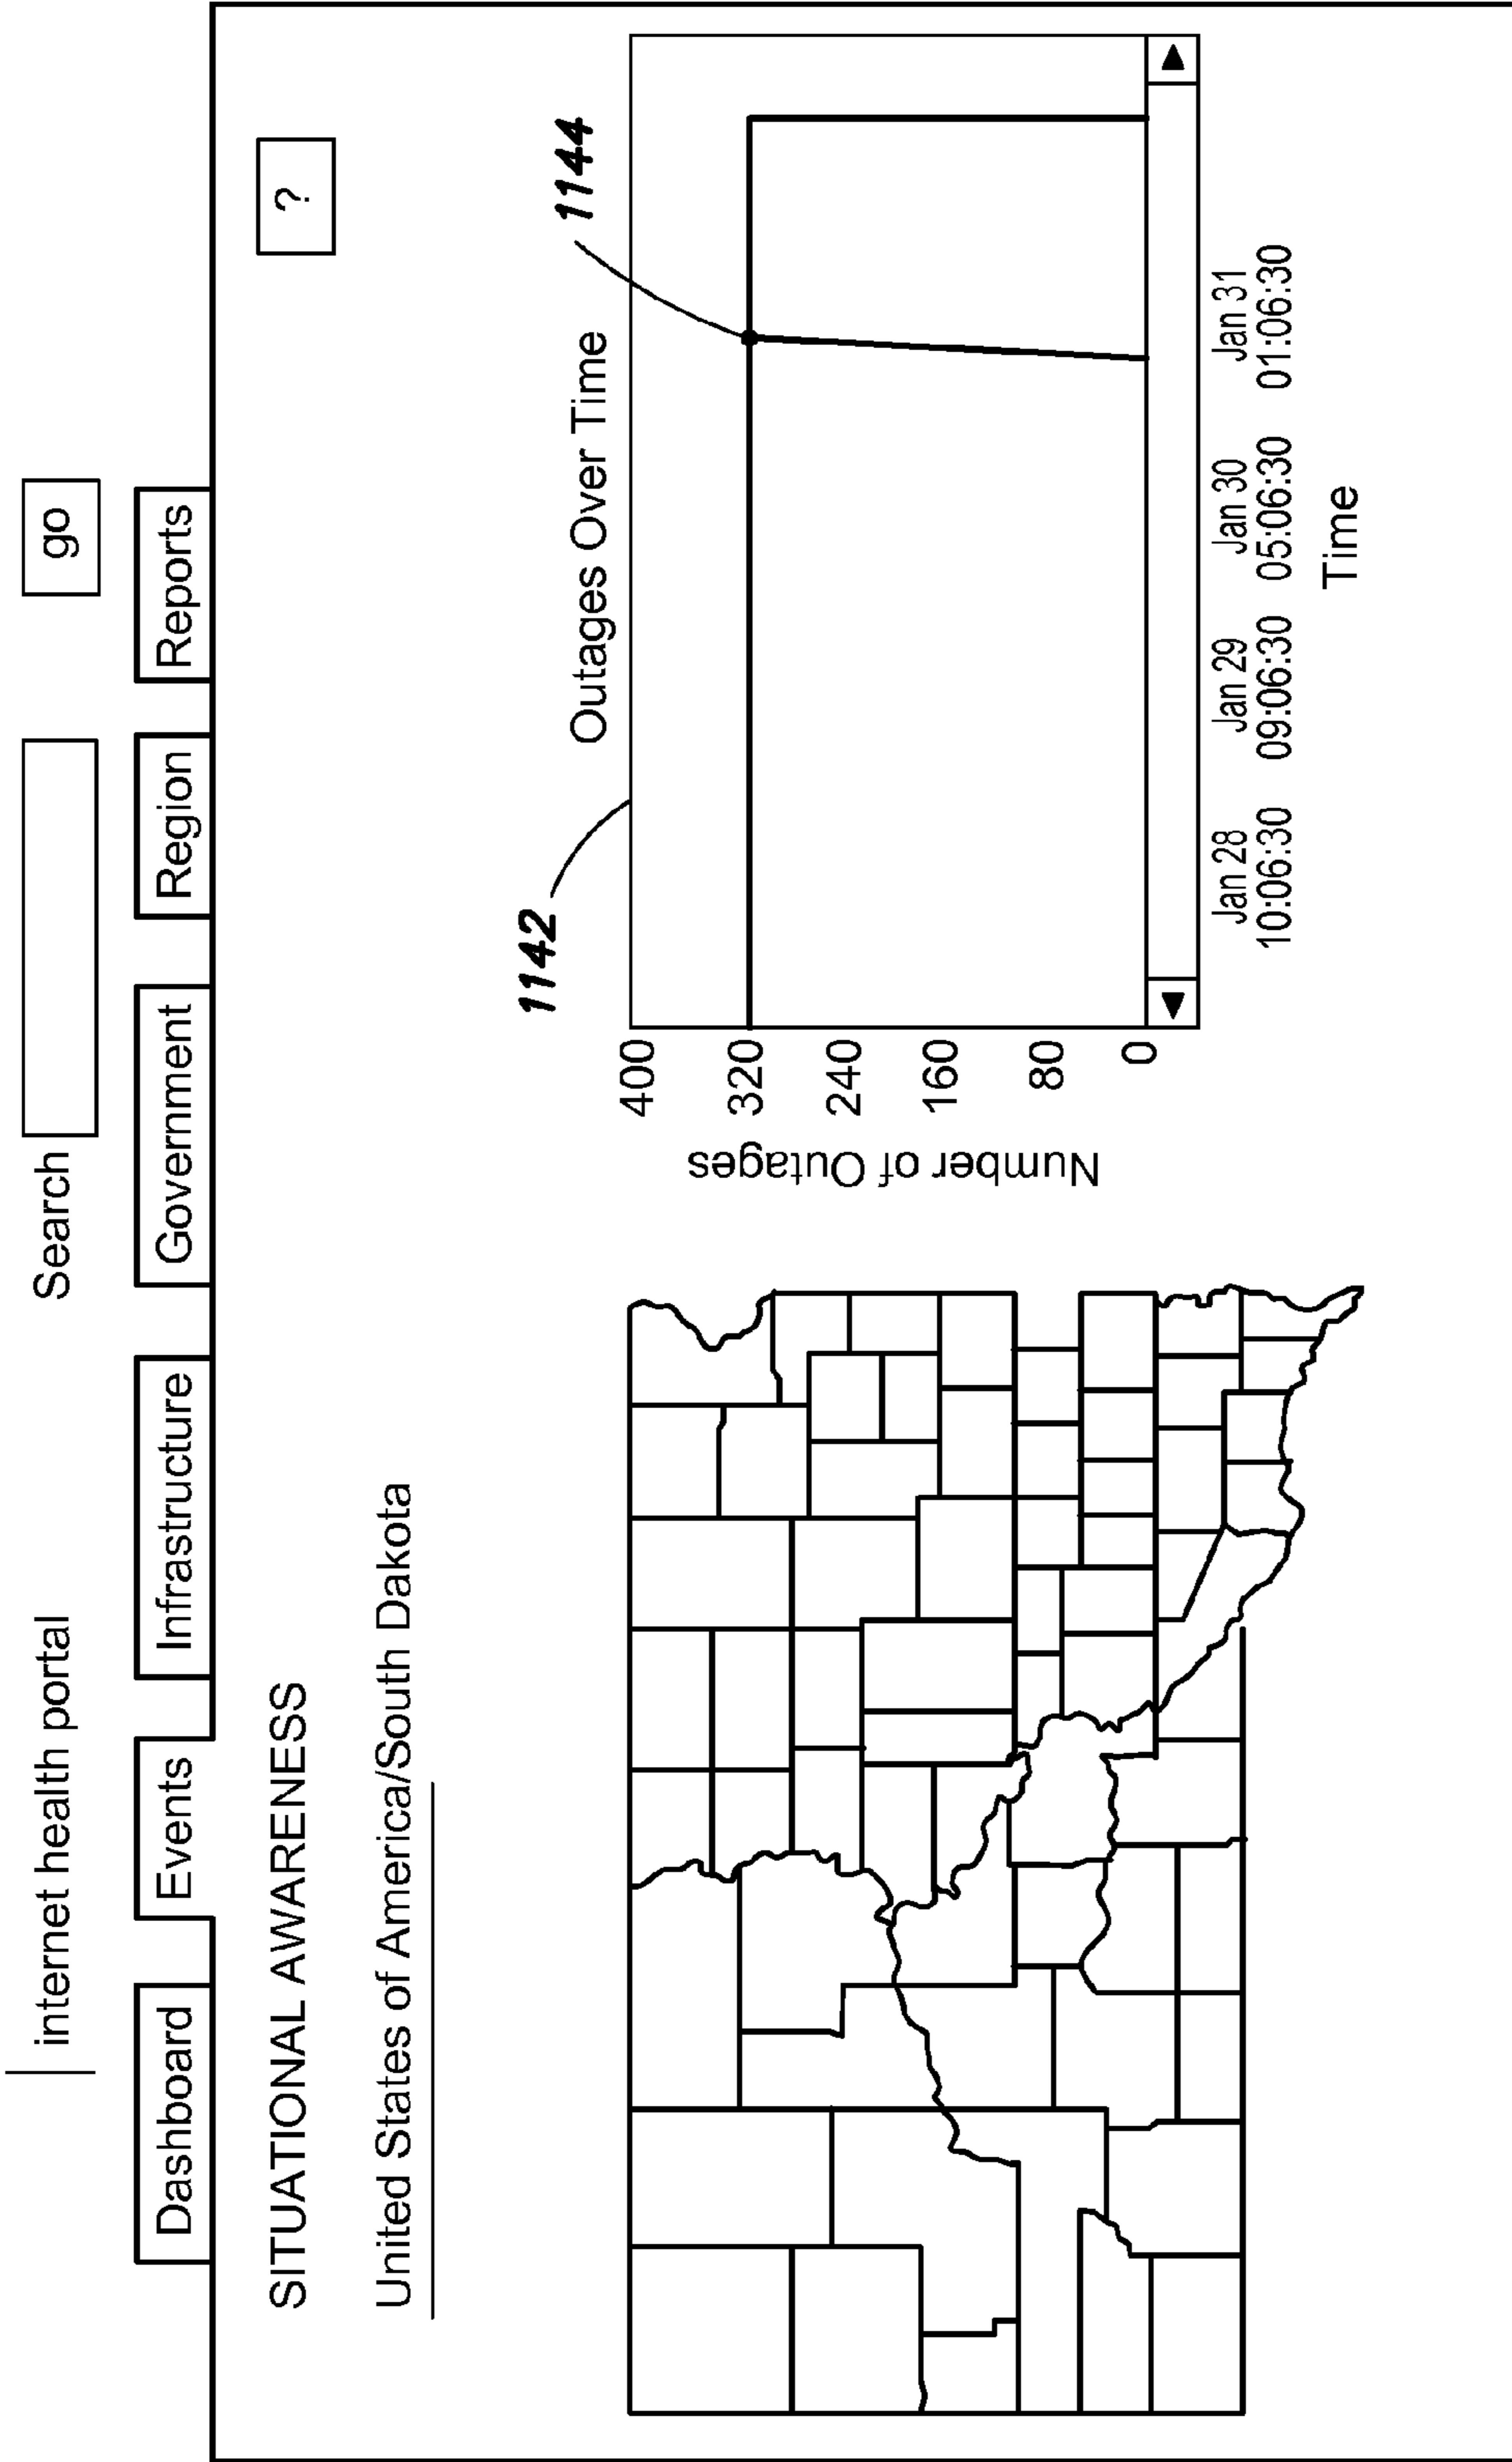 internet health portal
Search
go
Dashboard
Events
Infrastructure
Government
Region
Reports
SITUATIONAL AWARENESS
?
United States of America/South Dakota
1142
1144
Outages Over Time
Number of Outages
400
320
240
160
80
0
Jan 28
10:06:30
Jan 29
09:06:30
Jan 30
05:06:30
Jan 31
01:06:30
Time